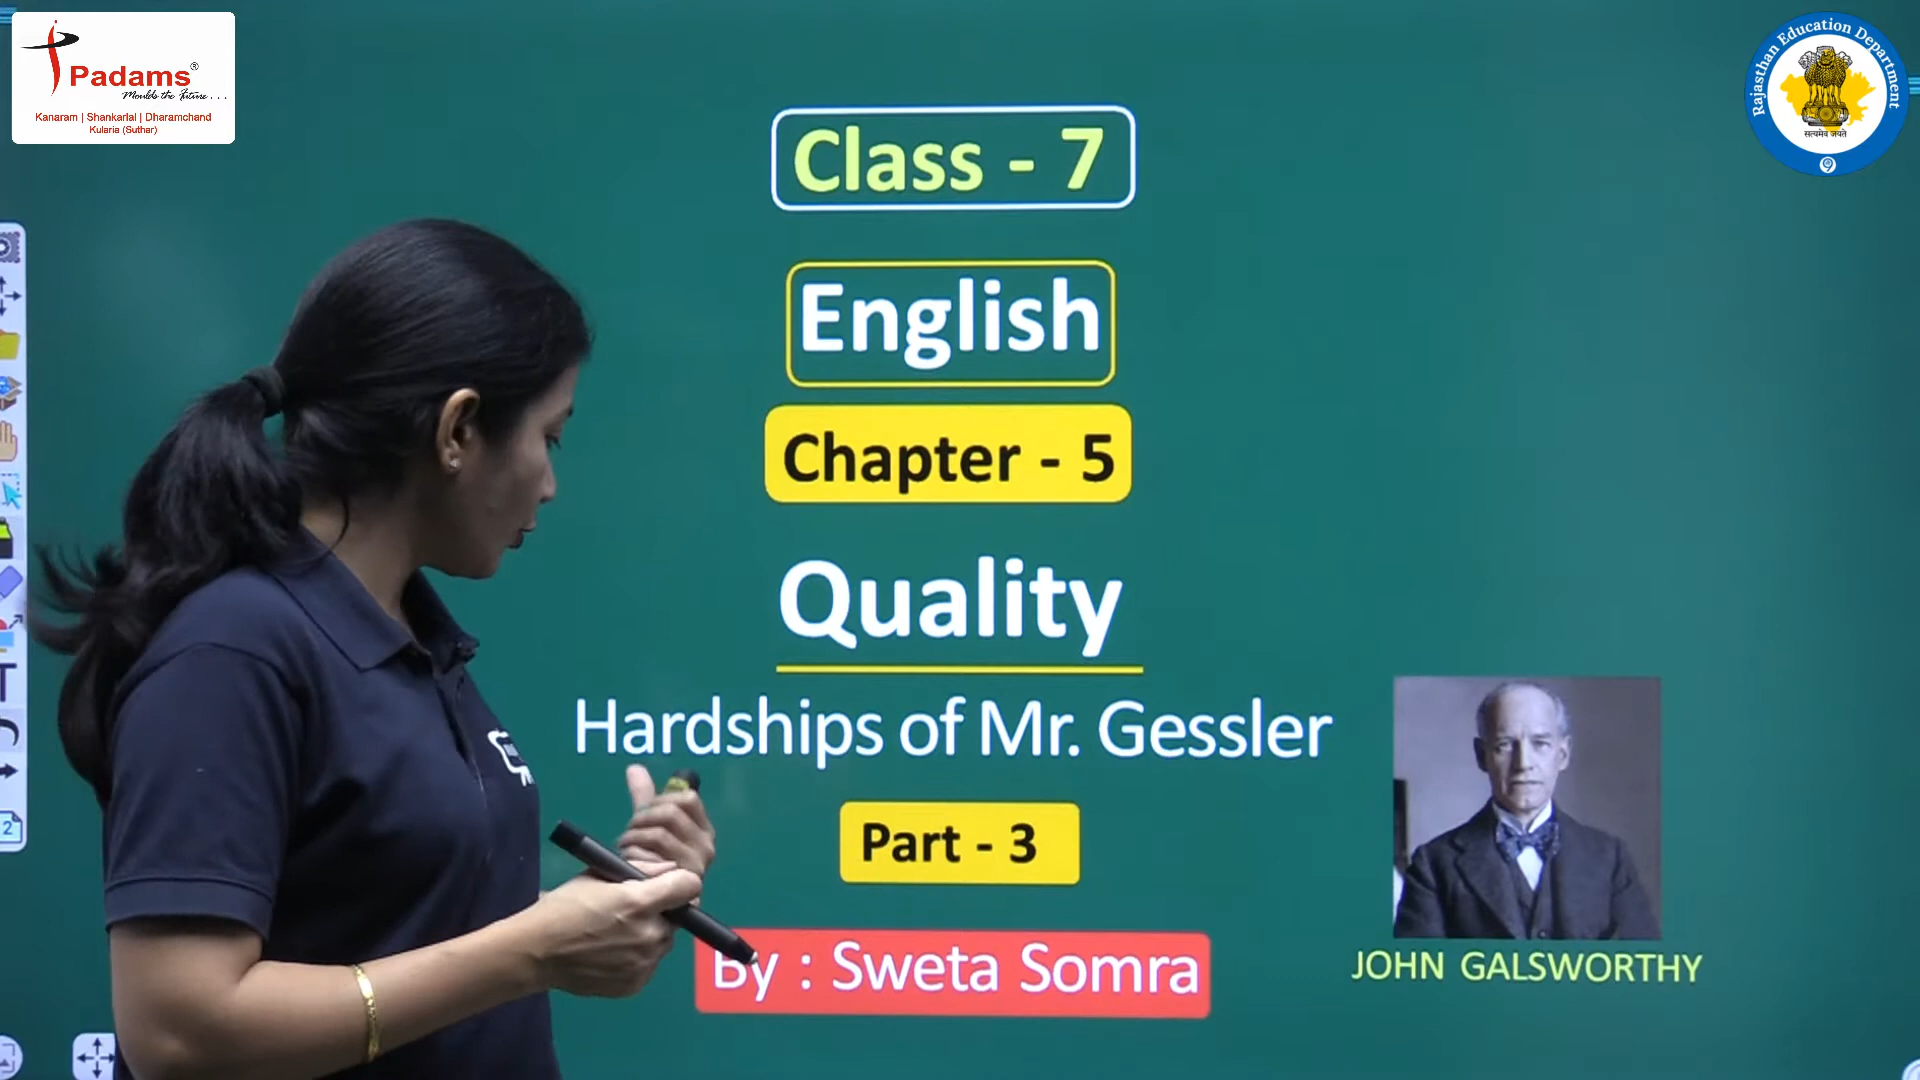 Padams®
Moulds the Future...
Kanaram | Shankarlal | Dharamchand
Kularia (Suthar)
Rajasthan Education Department
सत्यमेव जयते
Class - 7
English
Chapter - 5
Quality
Hardships of Mr. Gessler
Part - 3
By : Sweta Somra
JOHN GALSWORTHY
T
2